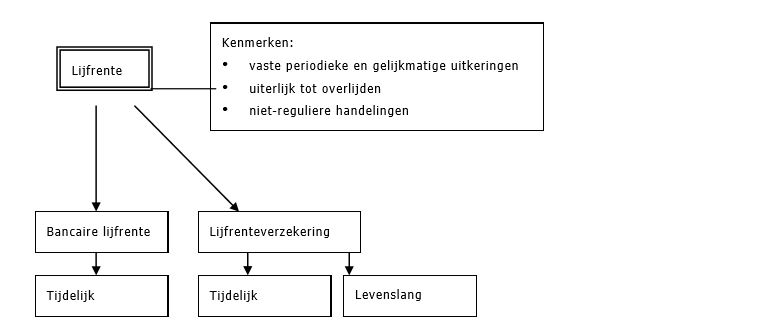 Lijfrente
Kenmerken:
• vaste periodieke en gelijkmatige uitkeringen
• uiterlijk tot overlijden
• niet-reguliere handelingen
Bancaire lijfrente
Lijfrenteverzekering
Tijdelijk
Tijdelijk
Levenslang